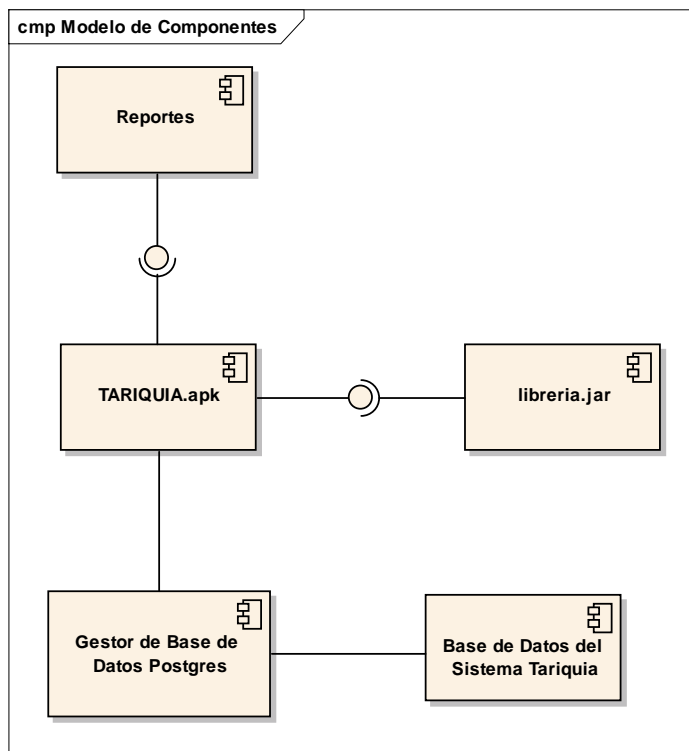 cmp Modelo de Componentes
Reportes
TARIQUIA.apk
libreria.jar
Gestor de Base de
Datos Postgres
Base de Datos del
Sistema Tariquia